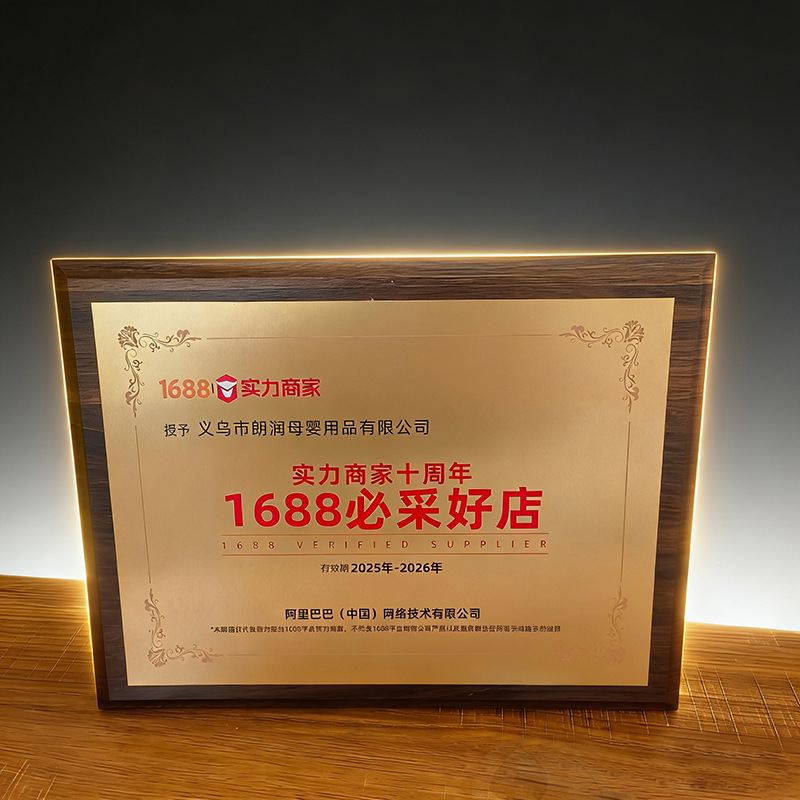 1688 实力商家
授予 义乌市朗润母婴用品有限公司
实力商家十周年
1688必采好店
1688 VERIFIED SUPPLIER
有效期 2025年-2026年
阿里巴巴（中国）网络技术有限公司